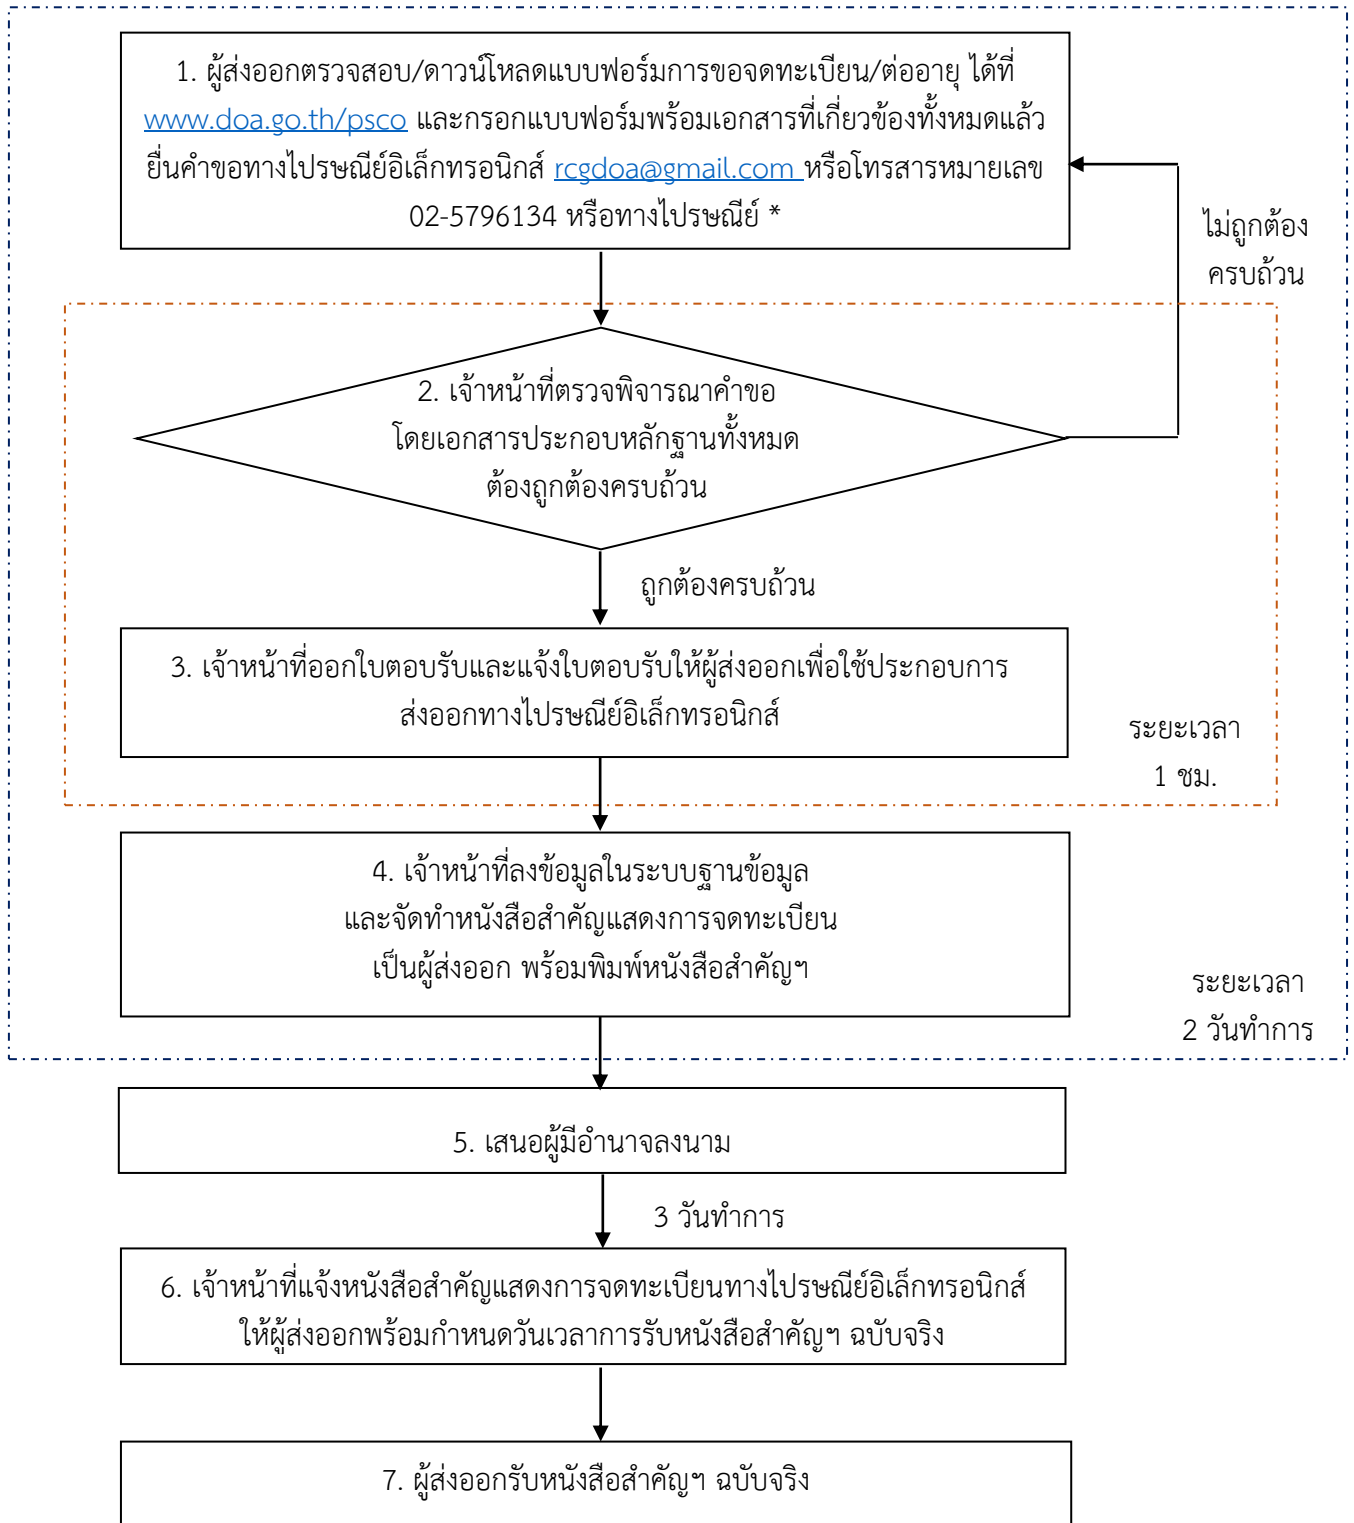 1. ผู้ส่งออกตรวจสอบ/ดาวน์โหลดแบบฟอร์มการขอจดทะเบียน/ต่ออายุ ได้ที่
www.doa.go.th/psco และกรอกแบบฟอร์มพร้อมเอกสารที่เกี่ยวข้องทั้งหมดแล้ว
ยื่นคำขอทางไปรษณีย์อิเล็กทรอนิกส์ rcgdoa@gmail.com หรือโทรสารหมายเลข
02-5796134 หรือทางไปรษณีย์ *
ไม่ถูกต้อง
ครบถ้วน
2. เจ้าหน้าที่ตรวจพิจารณาคำขอ
โดยเอกสารประกอบหลักฐานทั้งหมด
ต้องถูกต้องครบถ้วน
ถูกต้องครบถ้วน
3. เจ้าหน้าที่ออกใบตอบรับและแจ้งใบตอบรับให้ผู้ส่งออกเพื่อใช้ประกอบการ
ส่งออกทางไปรษณีย์อิเล็กทรอนิกส์
ระยะเวลา
1 ชม.
4. เจ้าหน้าที่ลงข้อมูลในระบบฐานข้อมูล
และจัดทำหนังสือสำคัญแสดงการจดทะเบียน
เป็นผู้ส่งออก พร้อมพิมพ์หนังสือสำคัญฯ
ระยะเวลา
2 วันทำการ
5. เสนอผู้มีอำนาจลงนาม
3 วันทำการ
6. เจ้าหน้าที่แจ้งหนังสือสำคัญแสดงการจดทะเบียนทางไปรษณีย์อิเล็กทรอนิกส์
ให้ผู้ส่งออกพร้อมกำหนดวันเวลาการรับหนังสือสำคัญฯ ฉบับจริง
7. ผู้ส่งออกรับหนังสือสำคัญฯ ฉบับจริง